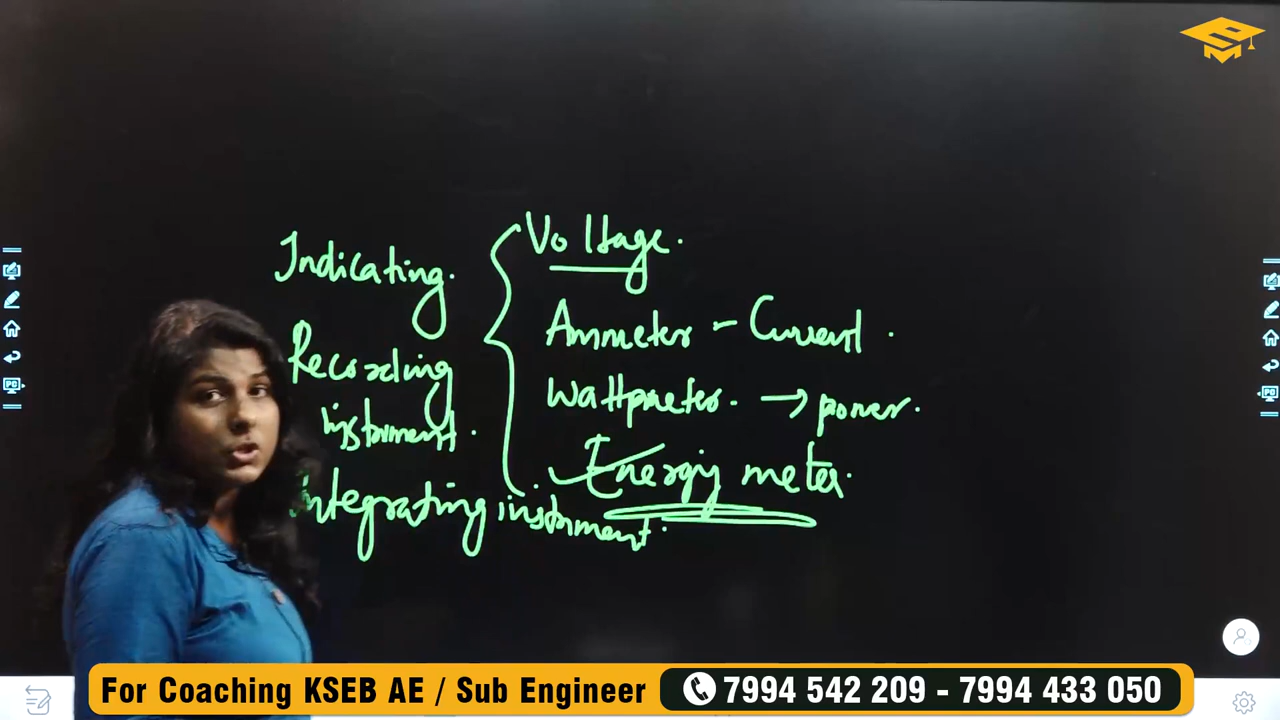 Indicating.
Recording
instrument.
integrating instrument.
Voltage.
Ammeter - Current.
Wattmeter. → power.
Energy meter.
For Coaching KSEB AE / Sub Engineer
7994 542 209 - 7994 433 050